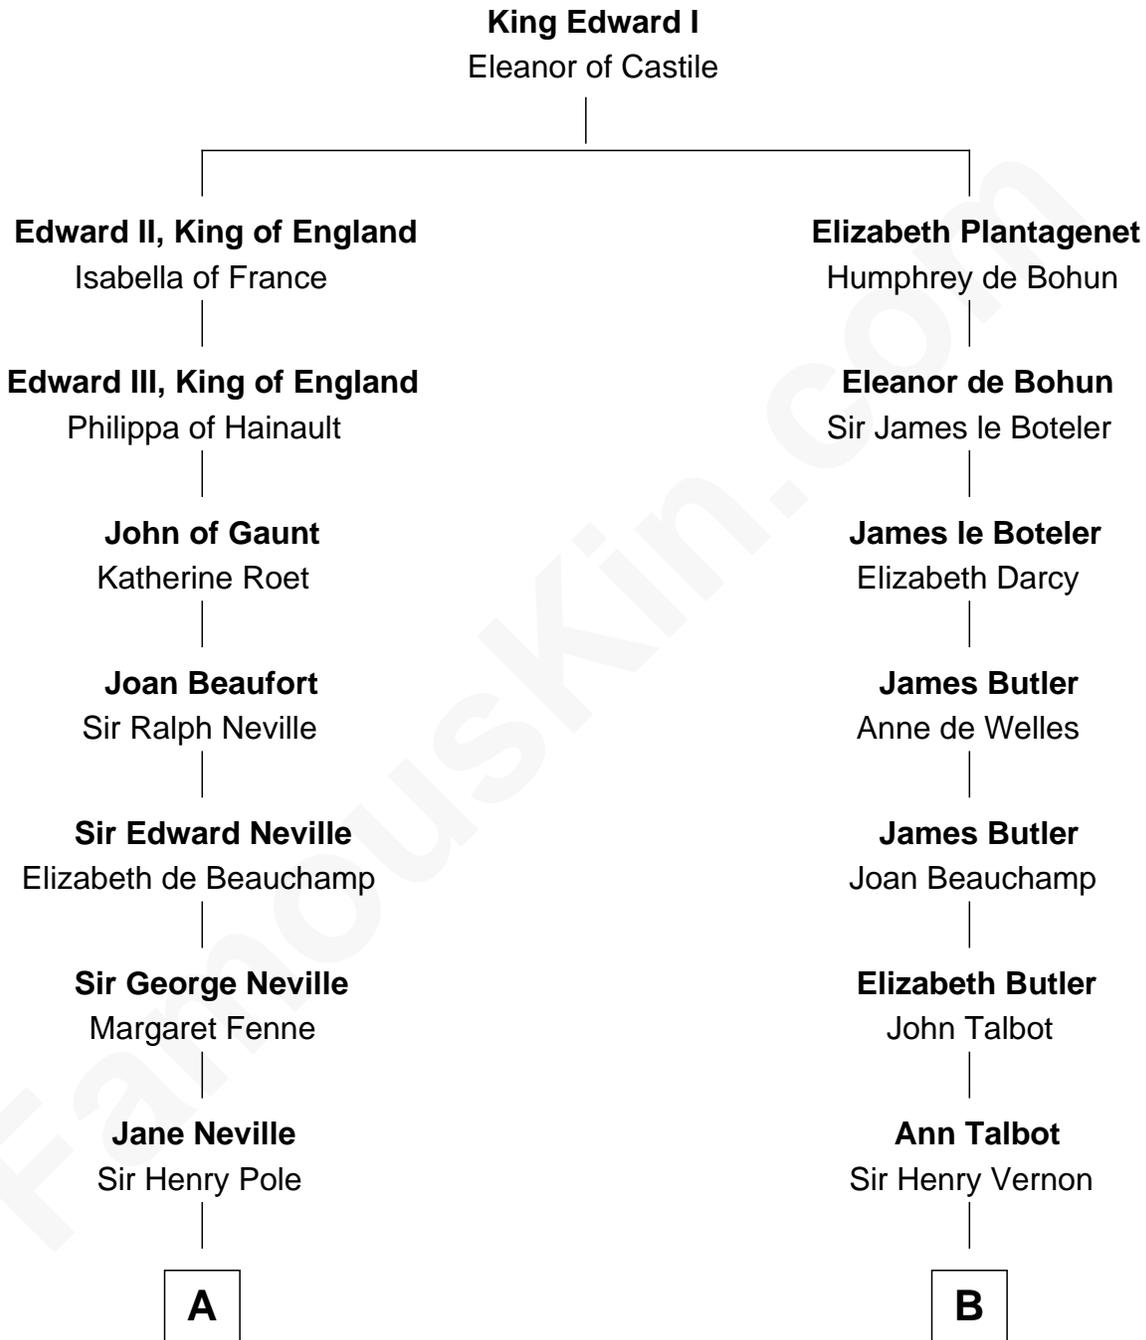 King Edward I
Eleanor of Castile
Edward II, King of England
Isabella of France
Elizabeth Plantagenet
Humphrey de Bohun
Edward III, King of England
Philippa of Hainault
Eleanor de Bohun
Sir James le Boteler
John of Gaunt
Katherine Roet
James le Boteler
Elizabeth Darcy
Joan Beaufort
Sir Ralph Neville
James Butler
Anne de Welles
Sir Edward Neville
Elizabeth de Beauchamp
James Butler
Joan Beauchamp
Sir George Neville
Margaret Fenne
Elizabeth Butler
John Talbot
Jane Neville
Sir Henry Pole
Ann Talbot
Sir Henry Vernon
A
B
FamousKin.com